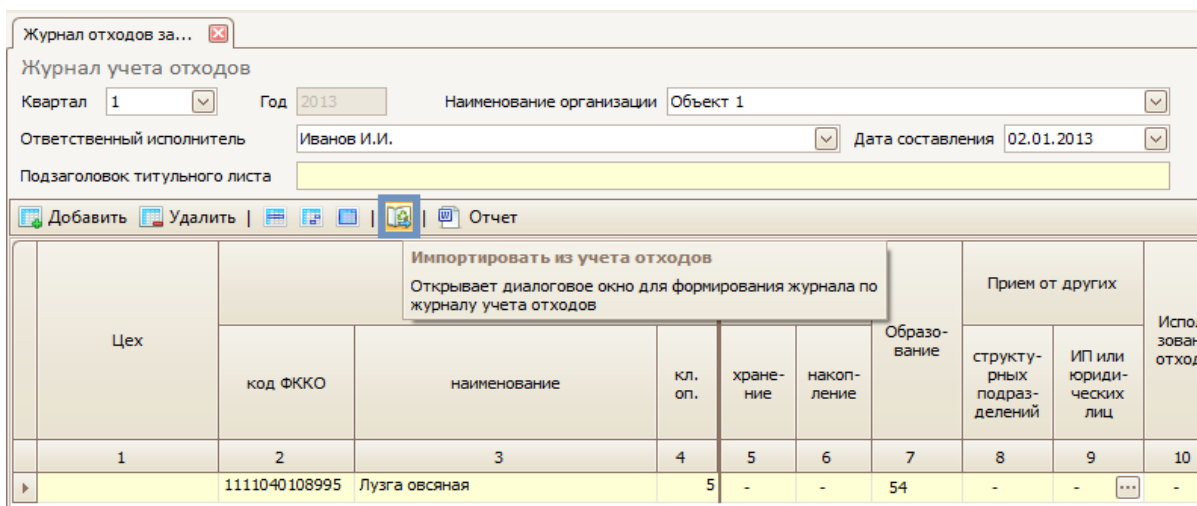 Журнал отходов за...
Журнал учета отходов
Квартал 1 Год 2013 Наименование организации Объект 1
Ответственный исполнитель Иванов И.И. Дата составления 02.01.2013
Подзаголовок титульного листа
Добавить Удалить | | | Отчет
Импортировать из учета отходов
Открывает диалоговое окно для формирования журнала по
журналу учета отходов
Цех
код ФККО
наименование
кл.
оп.
хране-
ние
накоп-
ление
Образо-
вание
Прием от других
структу-
рных
подраз-
делений
ИП или
юриди-
ческих
лиц
1 2 3 4 5 6 7 8 9 10
1111040108995 Лузга овсяная 5 - - 54 - - ... -